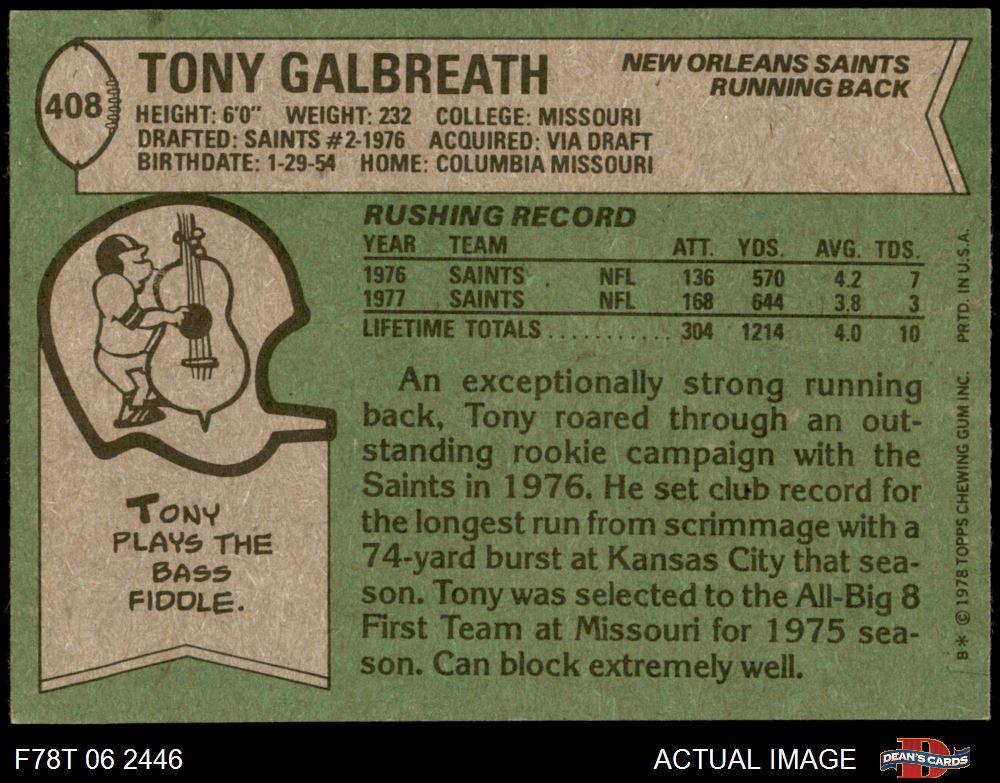 408
TONY GALBREATH
NEW ORLEANS SAINTS
RUNNING BACK
HEIGHT: 6'0" WEIGHT: 232 COLLEGE: MISSOURI
DRAFTED: SAINTS #2-1976 ACQUIRED: VIA DRAFT
BIRTHDATE: 1-29-54 HOME: COLUMBIA MISSOURI
RUSHING RECORD
YEAR TEAM ATT. YDS. AVG. TDS.
1976 SAINTS . NFL 136 570 4.2 7
1977 SAINTS NFL 168 644 3.8 3
LIFETIME TOTALS ........... 304 1214 4.0 10
An exceptionally strong running
back, Tony roared through an out-
standing rookie campaign with the
Saints in 1976. He set club record for
the longest run from scrimmage with a
74-yard burst at Kansas City that sea-
son. Tony was selected to the All-Big 8
First Team at Missouri for 1975 sea-
son. Can block extremely well.
TONY
PLAYS THE
BASS
FIDDLE.
B* © 1978 TOPPS CHEWING GUM INC. PRTD. IN U.S.A.
F78T 06 2446
ACTUAL IMAGE
D
DEAN'S CARDS